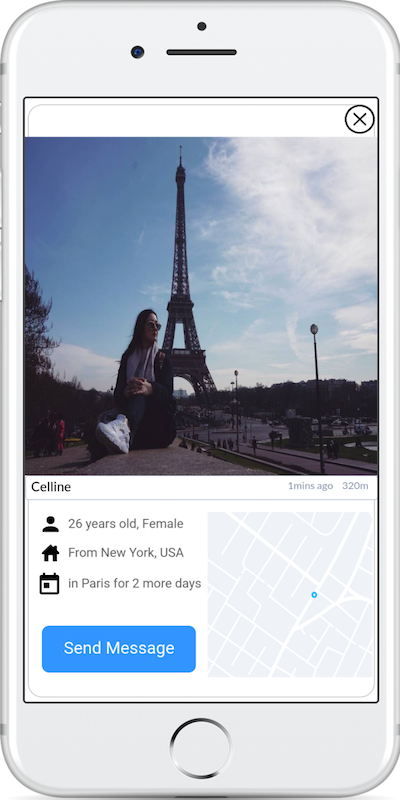 Celline
1mins ago 320m
26 years old, Female
From New York, USA
in Paris for 2 more days
Send Message